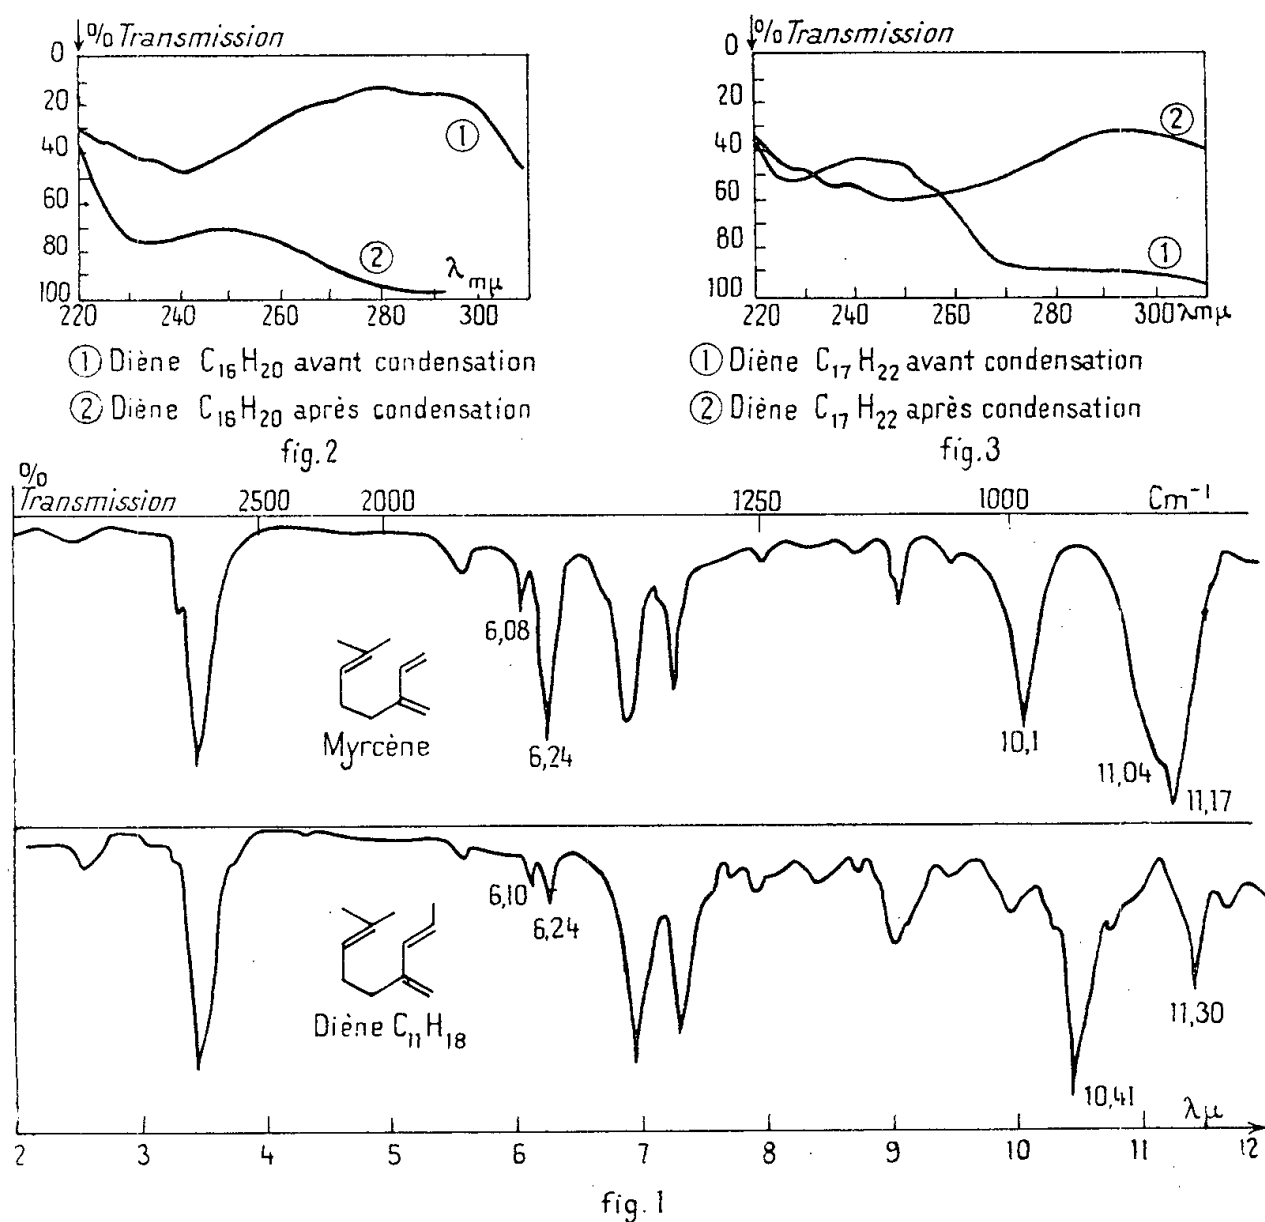 % Transmission
0
20
40
60
80
100
220 240 260 280 300
①
②
λ mμ
① Diène C₁₆H₂₀ avant condensation
② Diène C₁₆H₂₀ après condensation
fig. 2
% Transmission
0
20
40
60
80
100
220 240 260 280 300 λmμ
②
①
① Diène C₁₇H₂₂ avant condensation
② Diène C₁₇H₂₂ après condensation
fig. 3
%
Transmission 2500 2000 1250 1000 Cm⁻¹
6,08
6,24
10,1
11,04
11,17
Myrcène
6,10
6,24
10,41
11,30
Diène C₁₁H₁₈
λμ
2 3 4 5 6 7 8 9 10 11 12
fig. 1